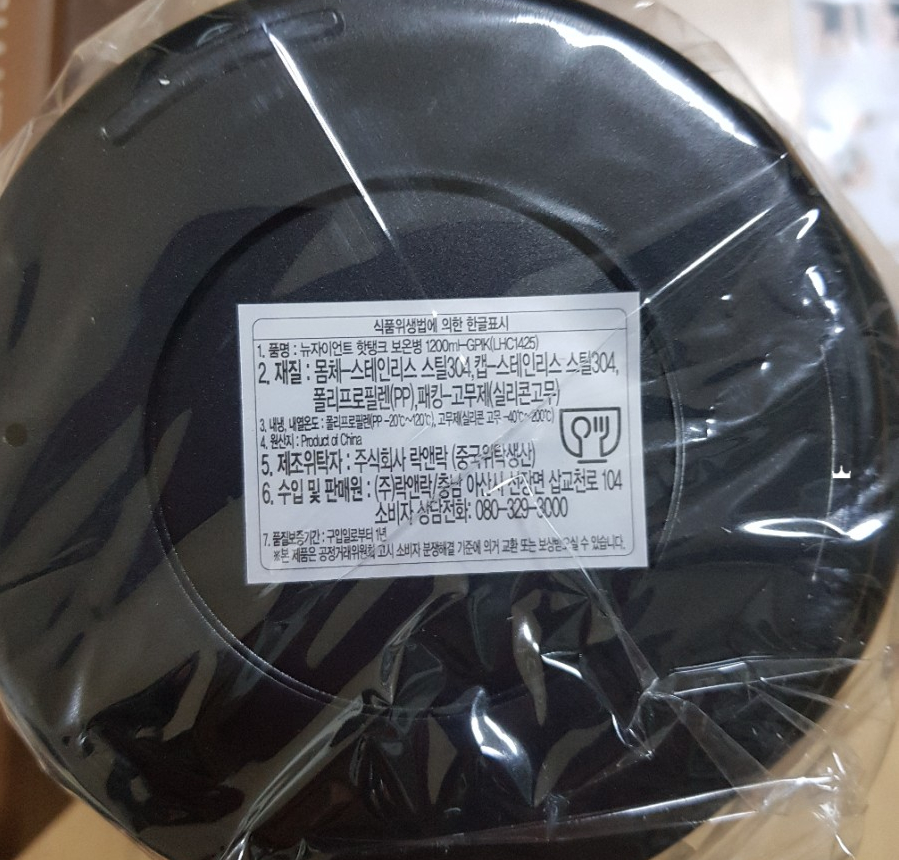 식품위생법에 의한 한글표시
1. 품명 : 뉴자이언트 핫탱크 보온병 1200ml-GPIK(LHC1425)
2. 재질 : 몸체-스테인리스 스틸304,캡-스테인리스 스틸304,
폴리프로필렌(PP),패킹-고무제(실리콘고무)
3. 내냉, 내열온도 : 폴리프로필렌(PP -20℃~120℃), 고무제(실리콘 고무 -40℃~200℃)
4. 원산지 : Product of China
5. 제조위탁자 : 주식회사 락앤락 (중국위탁생산)
6. 수입 및 판매원 : (주)락앤락/충남 아산시 선장면 삽교천로 104
소비자 상담전화: 080-329-3000
7. 품질보증기간 : 구입일로부터 1년
※본 제품은 공정거래위원회 고시 소비자 분쟁해결 기준에 의거 교환 또는 보상받으실 수 있습니다.